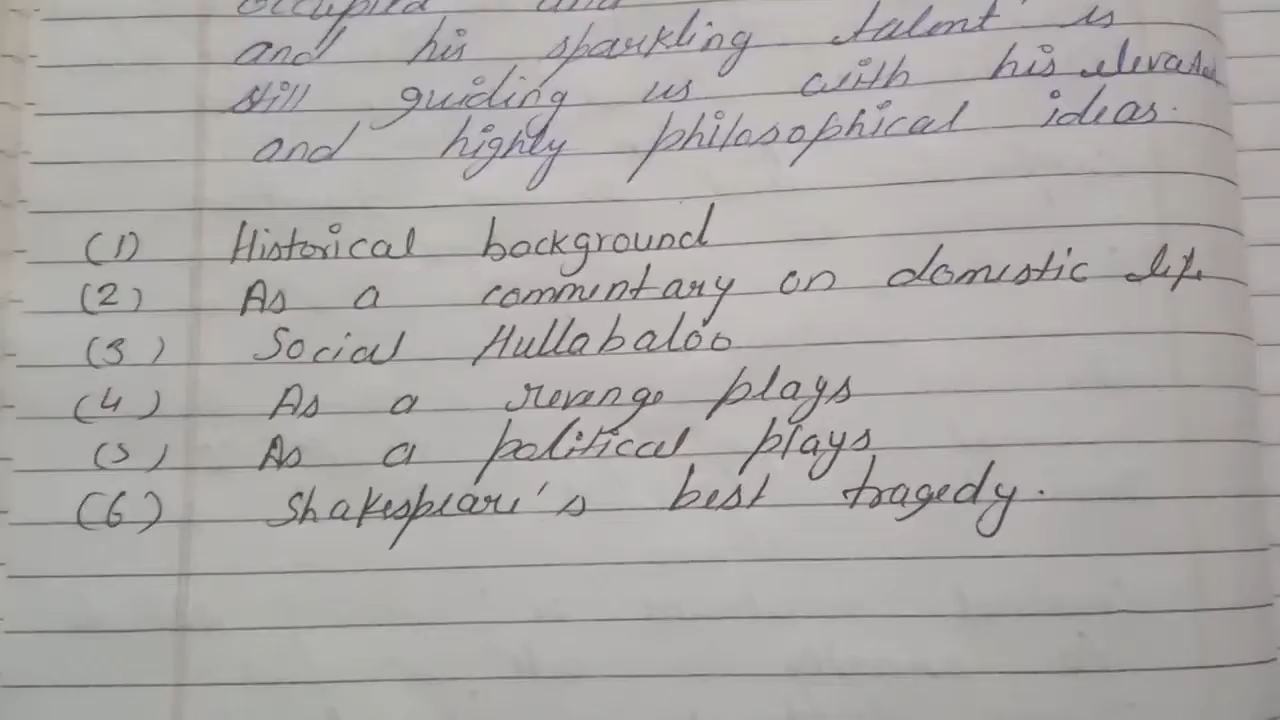 occupied and
and his sparkling talent is
still guiding us with his elevated
and highly philosophical ideas.
(1) Historical background
(2) As a commentary on domestic life
(3) Social Hullabaloo
(4) As a revenge plays
(5) As a political plays
(6) Shakespeare's best tragedy.